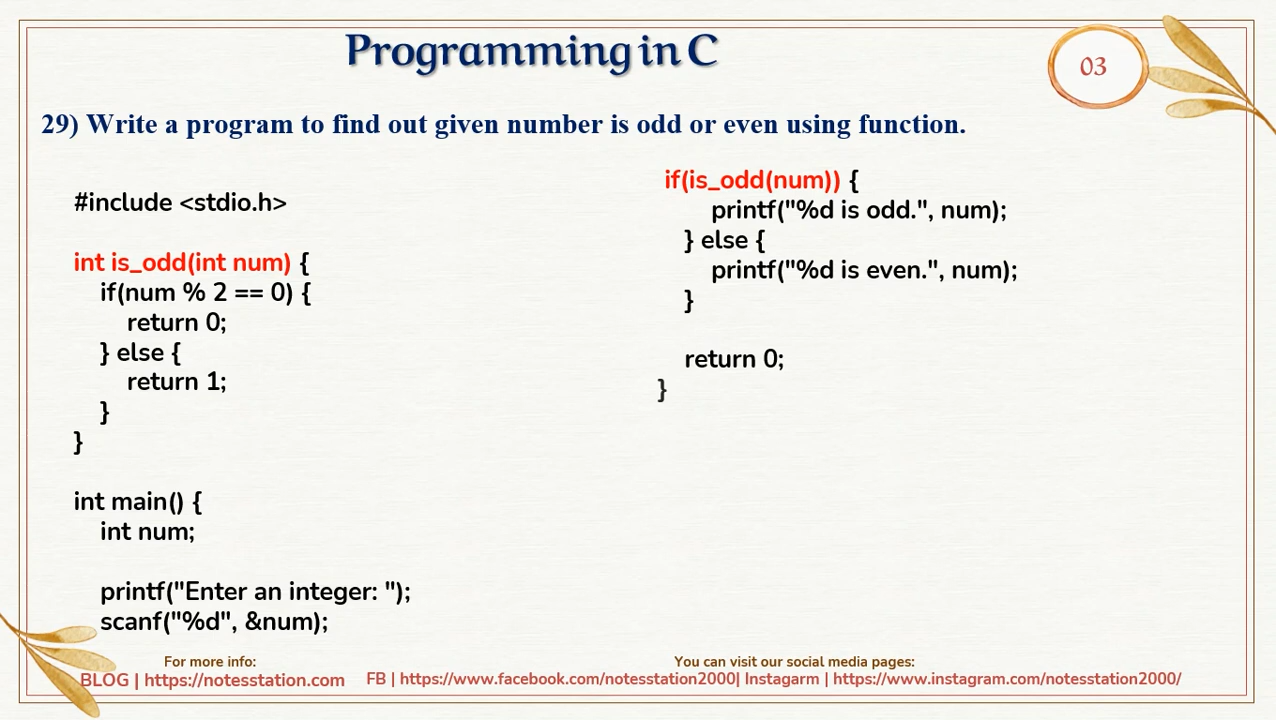 Programming in C
03
29) Write a program to find out given number is odd or even using function.
#include <stdio.h>
int is_odd(int num) {
if(num % 2 == 0) {
return 0;
} else {
return 1;
}
}
int main() {
int num;
printf("Enter an integer: ");
scanf("%d", &num);
if(is_odd(num)) {
printf("%d is odd.", num);
} else {
printf("%d is even.", num);
}
return 0;
}
For more info:
BLOG | https://notesstation.com
You can visit our social media pages:
FB | https://www.facebook.com/notesstation2000| Instagarm | https://www.instagram.com/notesstation2000/